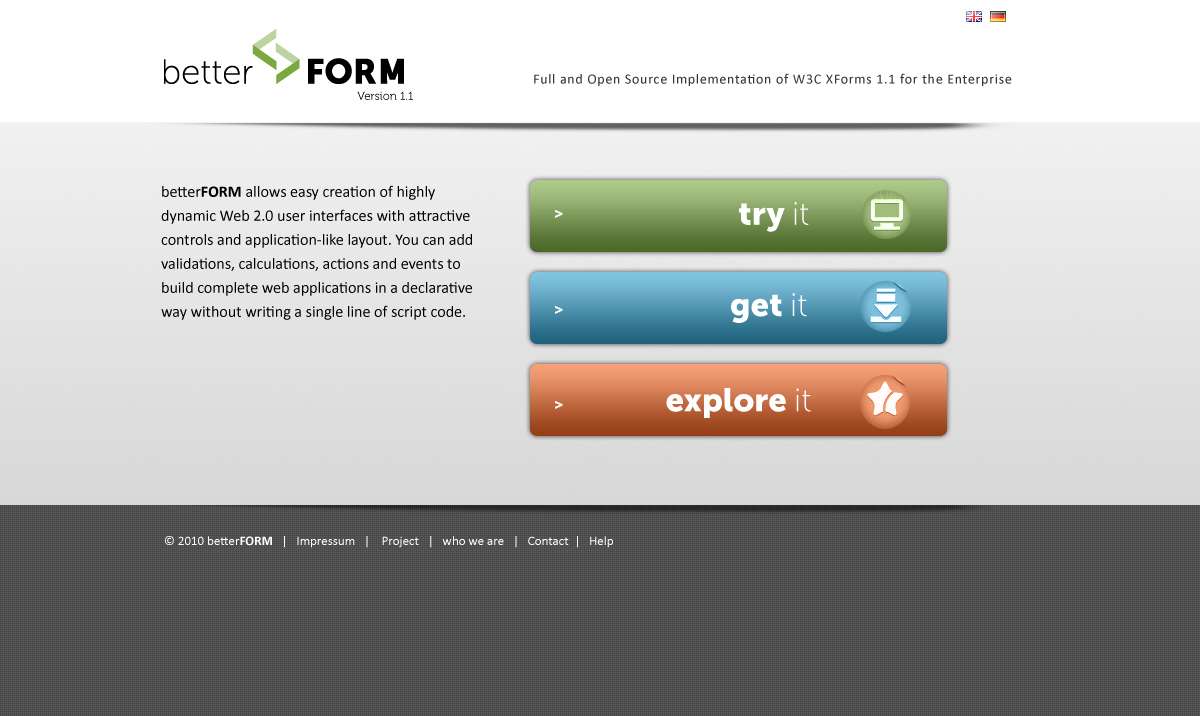 betterFORM
Version 1.1
Full and Open Source Implementation of W3C XForms 1.1 for the Enterprise
betterFORM allows easy creation of highly
dynamic Web 2.0 user interfaces with attractive
controls and application-like layout. You can add
validations, calculations, actions and events to
build complete web applications in a declarative
way without writing a single line of script code.
> try it
> get it
> explore it
© 2010 betterFORM | Impressum | Project | who we are | Contact | Help